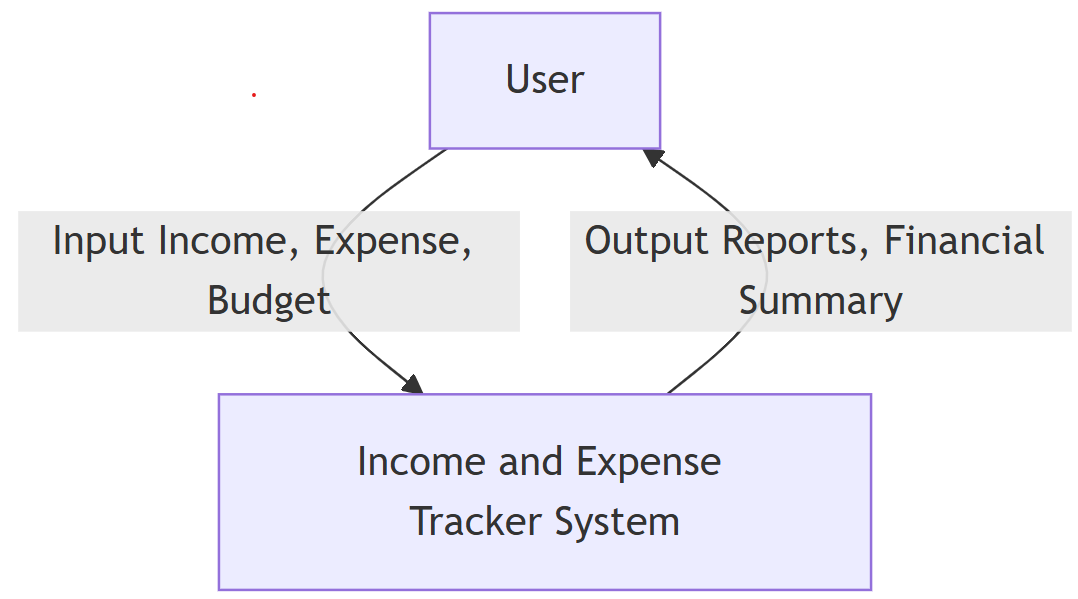 User
Input Income, Expense,
Budget
Output Reports, Financial
Summary
Income and Expense
Tracker System